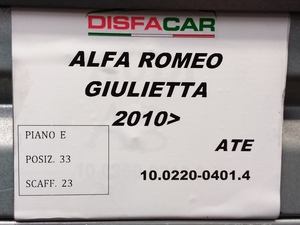 DISFACAR
ALFA ROMEO
GIULIETTA
2010>
PIANO E
POSIZ. 33
SCAFF. 23
ATE
10.0220-0401.4